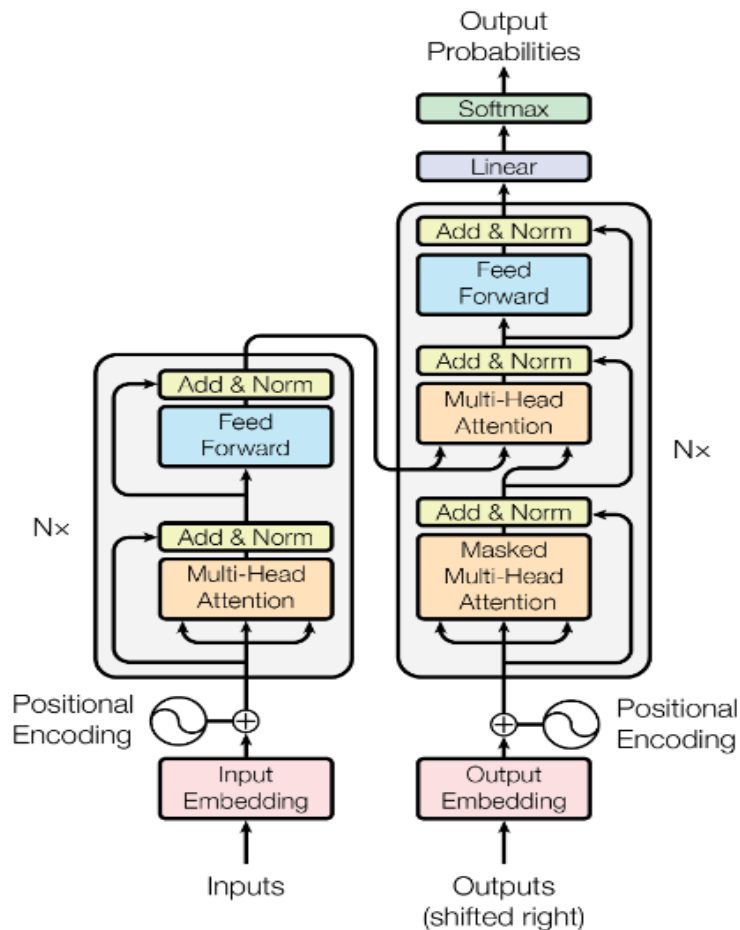 Output
Probabilities
Softmax
Linear
Add & Norm
Feed
Forward
Add & Norm
Multi-Head
Attention
Nx
Add & Norm
Masked
Multi-Head
Attention
Add & Norm
Feed
Forward
Nx
Add & Norm
Multi-Head
Attention
Positional
Encoding
Positional
Encoding
Input
Embedding
Output
Embedding
Inputs
Outputs
(shifted right)